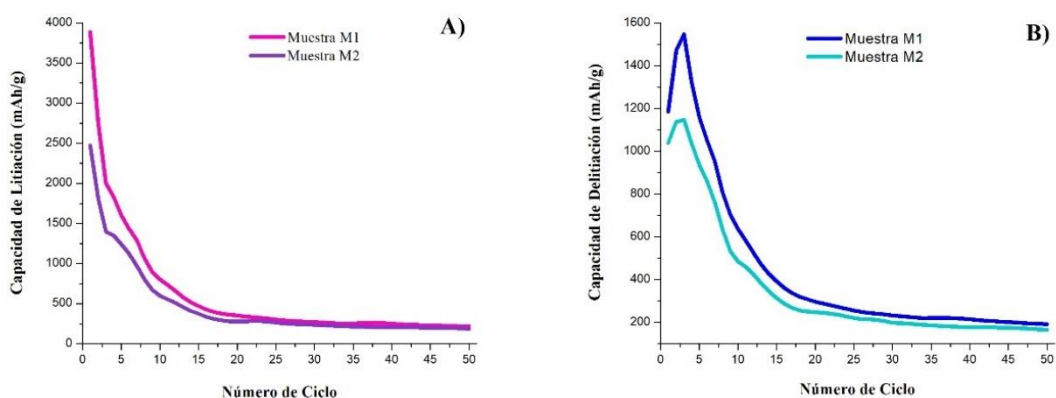 A)
Muestra M1
Muestra M2
Capacidad de Litiación (mAh/g)
4000
3500
3000
2500
2000
1500
1000
500
0
0 5 10 15 20 25 30 35 40 45 50
Número de Ciclo
B)
Muestra M1
Muestra M2
Capacidad de Delitiación (mAh/g)
1600
1400
1200
1000
800
600
400
200
0 5 10 15 20 25 30 35 40 45 50
Número de Ciclo